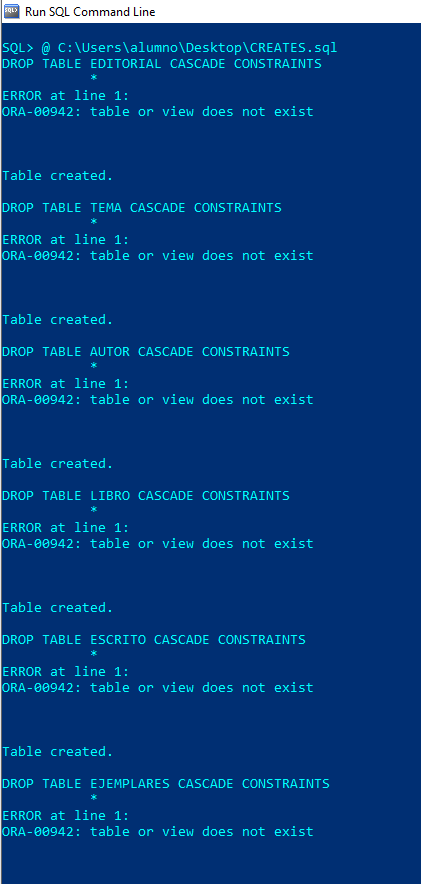 Run SQL Command Line
SQL> @ C:\Users\alumno\Desktop\CREATES.sql
DROP TABLE EDITORIAL CASCADE CONSTRAINTS
*
ERROR at line 1:
ORA-00942: table or view does not exist
Table created.
DROP TABLE TEMA CASCADE CONSTRAINTS
*
ERROR at line 1:
ORA-00942: table or view does not exist
Table created.
DROP TABLE AUTOR CASCADE CONSTRAINTS
*
ERROR at line 1:
ORA-00942: table or view does not exist
Table created.
DROP TABLE LIBRO CASCADE CONSTRAINTS
*
ERROR at line 1:
ORA-00942: table or view does not exist
Table created.
DROP TABLE ESCRITO CASCADE CONSTRAINTS
*
ERROR at line 1:
ORA-00942: table or view does not exist
Table created.
DROP TABLE EJEMPLARES CASCADE CONSTRAINTS
*
ERROR at line 1:
ORA-00942: table or view does not exist